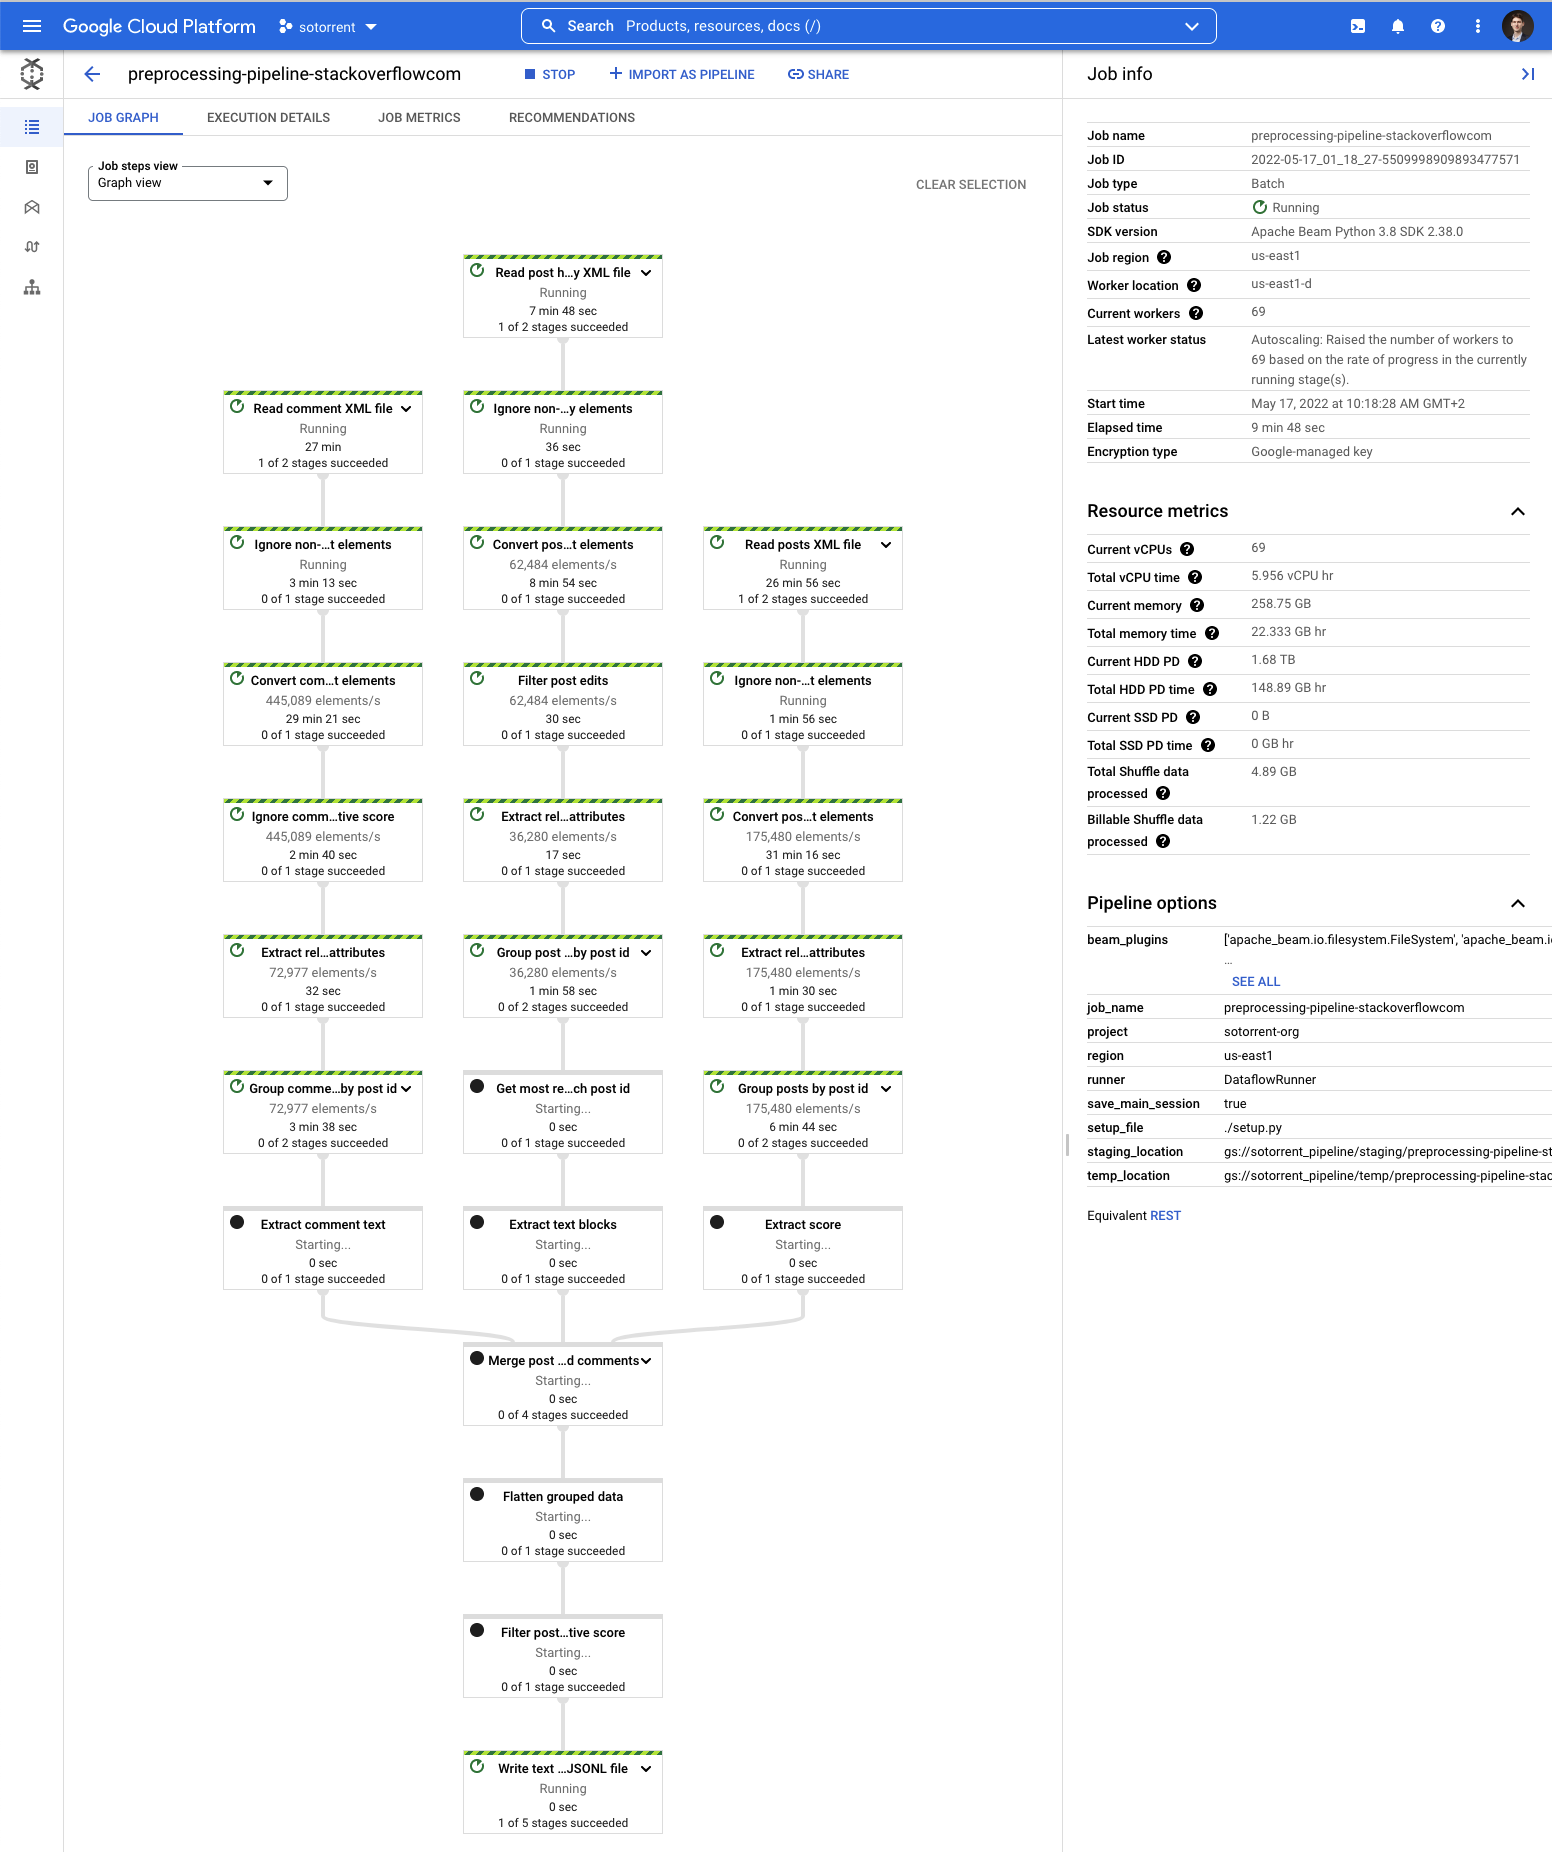 Google Cloud Platform
sotorrent
Search Products, resources, docs (/)
preprocessing-pipeline-stackoverflowcom
STOP
IMPORT AS PIPELINE
SHARE
JOB GRAPH
EXECUTION DETAILS
JOB METRICS
RECOMMENDATIONS
Job steps view
Graph view
CLEAR SELECTION
Read post h...y XML file
Running
7 min 48 sec
1 of 2 stages succeeded
Read comment XML file
Running
27 min
1 of 2 stages succeeded
Ignore non-...y elements
Running
36 sec
0 of 1 stage succeeded
Ignore non-...t elements
Running
3 min 13 sec
0 of 1 stage succeeded
Convert pos...t elements
62,484 elements/s
8 min 54 sec
0 of 1 stage succeeded
Read posts XML file
Running
26 min 56 sec
1 of 2 stages succeeded
Convert com...t elements
445,089 elements/s
29 min 21 sec
0 of 1 stage succeeded
Filter post edits
62,484 elements/s
30 sec
0 of 1 stage succeeded
Ignore non-...t elements
Running
1 min 56 sec
0 of 1 stage succeeded
Ignore comm...tive score
445,089 elements/s
2 min 40 sec
0 of 1 stage succeeded
Extract rel...attributes
36,280 elements/s
17 sec
0 of 1 stage succeeded
Convert pos...t elements
175,480 elements/s
31 min 16 sec
0 of 1 stage succeeded
Extract rel...attributes
72,977 elements/s
32 sec
0 of 1 stage succeeded
Group post ...by post id
36,280 elements/s
1 min 58 sec
0 of 2 stages succeeded
Extract rel...attributes
175,480 elements/s
1 min 30 sec
0 of 1 stage succeeded
Group comme...by post id
72,977 elements/s
3 min 38 sec
0 of 2 stages succeeded
Get most re...ch post id
Starting...
0 sec
0 of 1 stage succeeded
Group posts by post id
175,480 elements/s
6 min 44 sec
0 of 2 stages succeeded
Extract comment text
Starting...
0 sec
0 of 1 stage succeeded
Extract text blocks
Starting...
0 sec
0 of 1 stage succeeded
Extract score
Starting...
0 sec
0 of 1 stage succeeded
Merge post ...d comments
Starting...
0 sec
0 of 4 stages succeeded
Flatten grouped data
Starting...
0 sec
0 of 1 stage succeeded
Filter post...tive score
Starting...
0 sec
0 of 1 stage succeeded
Write text ...JSONL file
Running
0 sec
1 of 5 stages succeeded
Job info
Job name preprocessing-pipeline-stackoverflowcom
Job ID 2022-05-17_01_18_27-5509998909893477571
Job type Batch
Job status Running
SDK version Apache Beam Python 3.8 SDK 2.38.0
Job region us-east1
Worker location us-east1-d
Current workers 69
Latest worker status Autoscaling: Raised the number of workers to
69 based on the rate of progress in the currently
running stage(s).
Start time May 17, 2022 at 10:18:28 AM GMT+2
Elapsed time 9 min 48 sec
Encryption type Google-managed key
Resource metrics
Current vCPUs 69
Total vCPU time 5.956 vCPU hr
Current memory 258.75 GB
Total memory time 22.333 GB hr
Current HDD PD 1.68 TB
Total HDD PD time 148.89 GB hr
Current SSD PD 0 B
Total SSD PD time 0 GB hr
Total Shuffle data 4.89 GB
processed
Billable Shuffle data 1.22 GB
processed
Pipeline options
beam_plugins ['apache_beam.io.filesystem.FileSystem', 'apache_beam.i
...
SEE ALL
job_name preprocessing-pipeline-stackoverflowcom
project sotorrent-org
region us-east1
runner DataflowRunner
save_main_session true
setup_file ./setup.py
staging_location gs://sotorrent_pipeline/staging/preprocessing-pipeline-st
temp_location gs://sotorrent_pipeline/temp/preprocessing-pipeline-stac
Equivalent REST